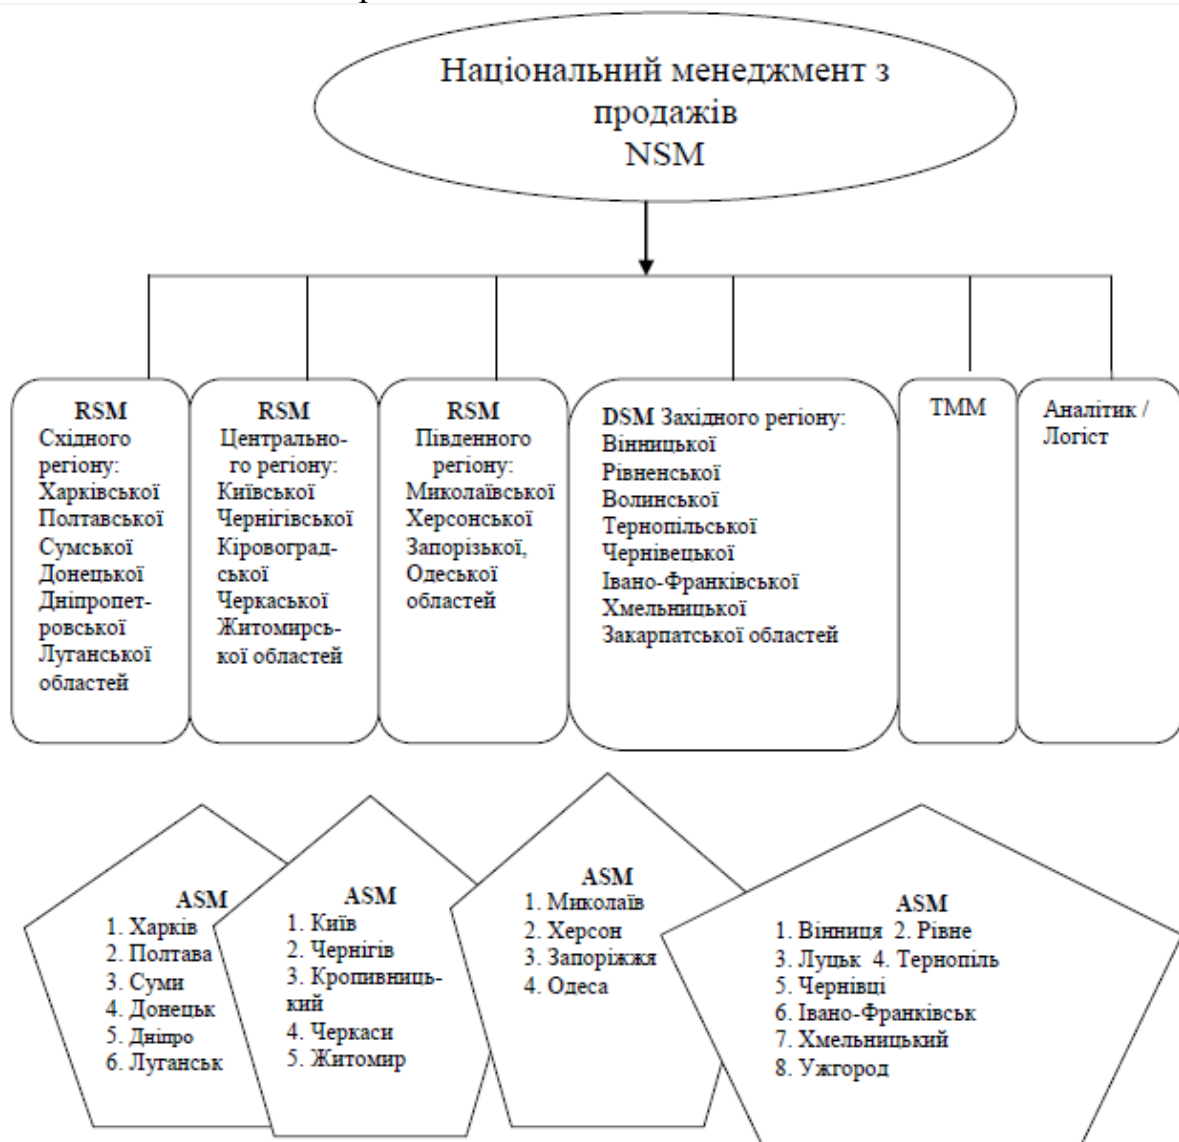 Національний менеджмент з
продажів
NSM
RSM
Східного
регіону:
Харківської
Полтавської
Сумської
Донецької
Дніпропет-
ровської
Луганської
областей
RSM
Центрально-
го регіону:
Київської
Чернігівської
Кіровоград-
ської
Черкаської
Житомирсь-
кої областей
RSM
Південного
регіону:
Миколаївської
Херсонської
Запорізької,
Одеської
областей
DSM Західного регіону:
Вінницької
Рівненської
Волинської
Тернопільської
Чернівецької
Івано-Франківської
Хмельницької
Закарпатської областей
ТММ
Аналітик /
Логіст
ASM
1. Харків
2. Полтава
3. Суми
4. Донецьк
5. Дніпро
6. Луганськ
ASM
1. Київ
2. Чернігів
3. Кропивниць-
кий
4. Черкаси
5. Житомир
ASM
1. Миколаїв
2. Херсон
3. Запоріжжя
4. Одеса
ASM
1. Вінниця 2. Рівне
3. Луцьк 4. Тернопіль
5. Чернівці
6. Івано-Франківськ
7. Хмельницький
8. Ужгород